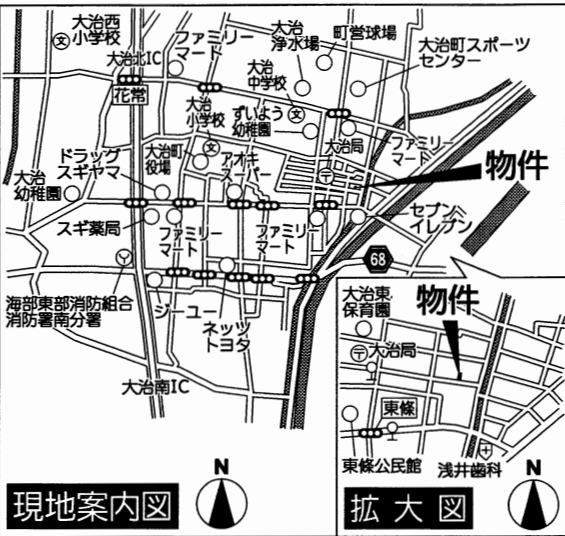 大治西
小学校
大治北IC
花常
ファミリー
マート
大治
浄水場
町営球場
大治町スポーツ
センター
大治
中学校
ずいよう
幼稚園
大治
小学校
大治町
役場
アオキ
スーパー
大治局
ファミリー
マート
物件
ドラッグ
スギヤマ
大治
幼稚園
スギ薬局
ファミリー
マート
ファミ
マート
セブン-
イレブン
68
海部東部消防組合
消防署南分署
ジーユー
ネッツ
トヨタ
大治南IC
現地案内図
N
大治東
保育園
物件
大治局
東條
東條公民館
浅井歯科
拡大図
N